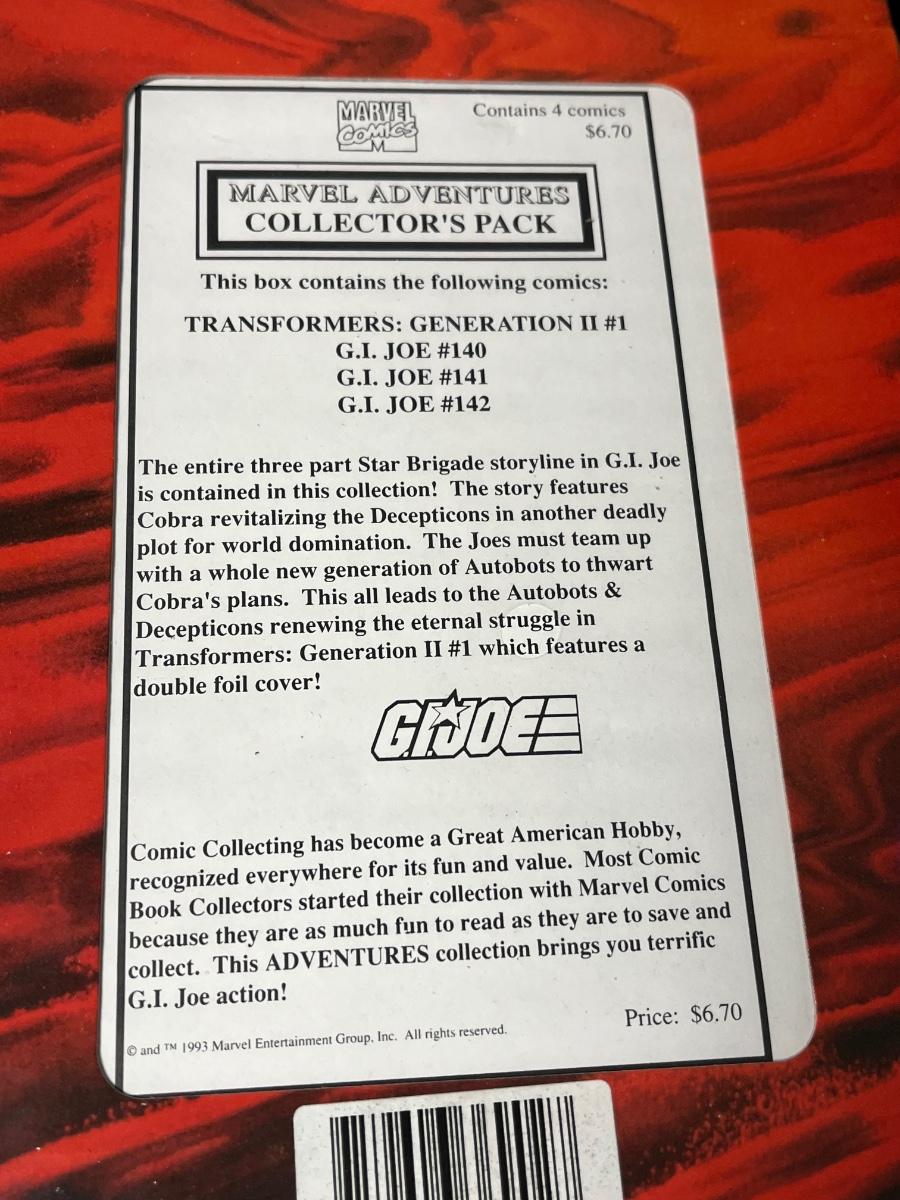 MARVEL
COMICS
M
Contains 4 comics
$6.70
MARVEL ADVENTURES
COLLECTOR'S PACK
This box contains the following comics:
TRANSFORMERS: GENERATION II #1
G.I. JOE #140
G.I. JOE #141
G.I. JOE #142
The entire three part Star Brigade storyline in G.I. Joe
is contained in this collection! The story features
Cobra revitalizing the Decepticons in another deadly
plot for world domination. The Joes must team up
with a whole new generation of Autobots to thwart
Cobra's plans. This all leads to the Autobots &
Decepticons renewing the eternal struggle in
Transformers: Generation II #1 which features a
double foil cover!
G.I. JOE
Comic Collecting has become a Great American Hobby,
recognized everywhere for its fun and value. Most Comic
Book Collectors started their collection with Marvel Comics
because they are as much fun to read as they are to save and
collect. This ADVENTURES collection brings you terrific
G.I. Joe action!
Price: $6.70
© and ™ 1993 Marvel Entertainment Group, Inc. All rights reserved.